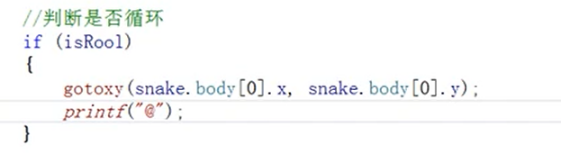 //判断是否循环
if (isRool)
{
gotoxy(snake.body[0].x, snake.body[0].y);
printf("@");
}